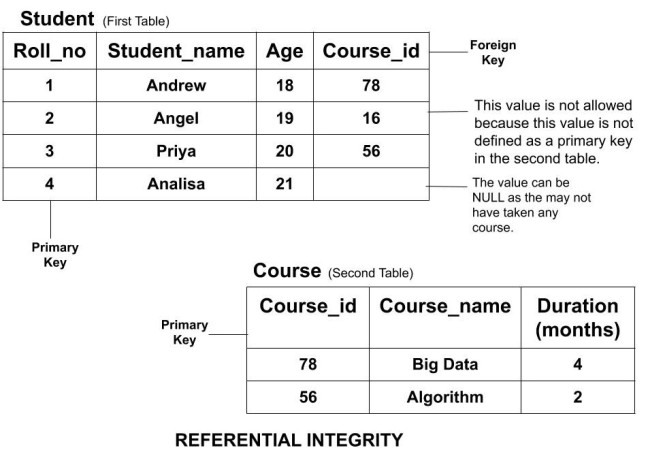 Student (First Table)
Roll_no Student_name Age Course_id
Foreign
Key
1 Andrew 18 78
2 Angel 19 16
This value is not allowed
because this value is not
defined as a primary key
in the second table.
3 Priya 20 56
4 Analisa 21
The value can be
NULL as the may not
have taken any
course.
Primary
Key
Course (Second Table)
Course_id Course_name Duration
(months)
Primary
Key
78 Big Data 4
56 Algorithm 2
REFERENTIAL INTEGRITY